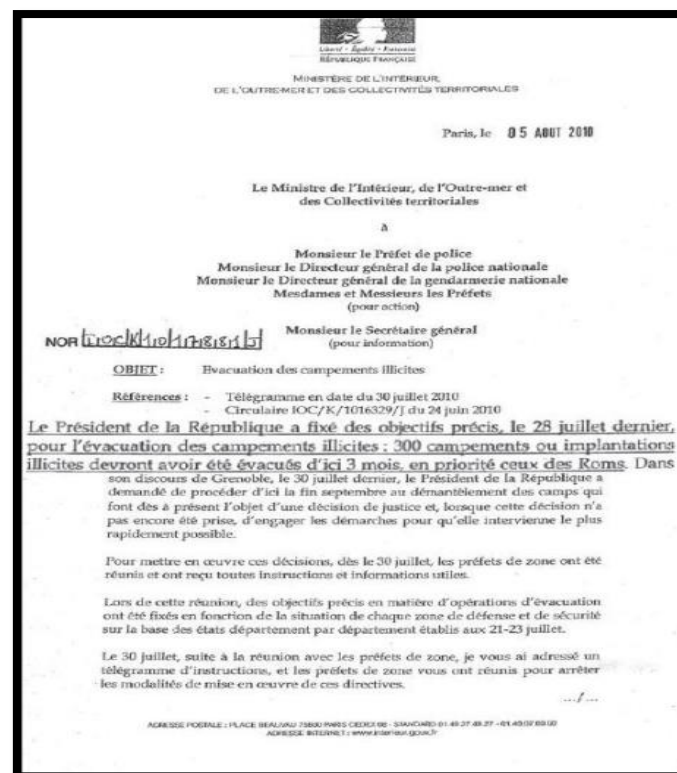 Liberté • Égalité • Fraternité
RÉPUBLIQUE FRANÇAISE
MINISTÈRE DE L'INTÉRIEUR,
DE L'OUTRE-MER ET DES COLLECTIVITÉS TERRITORIALES
Paris, le 05 AOUT 2010
Le Ministre de l'Intérieur, de l'Outre-mer et
des Collectivités territoriales
à
Monsieur le Préfet de police
Monsieur le Directeur général de la police nationale
Monsieur le Directeur général de la gendarmerie nationale
Mesdames et Messieurs les Préfets
(pour action)
Monsieur le Secrétaire général
(pour information)
NOR IOCK1017881J
OBJET : Evacuation des campements illicites
Références : - Télégramme en date du 30 juillet 2010
- Circulaire IOC/K/1016329/J du 24 juin 2010
Le Président de la République a fixé des objectifs précis, le 28 juillet dernier,
pour l'évacuation des campements illicites : 300 campements ou implantations
illicites devront avoir été évacués d'ici 3 mois, en priorité ceux des Roms. Dans
son discours de Grenoble, le 30 juillet dernier, le Président de la République a
demandé de procéder d'ici la fin septembre au démantèlement des camps qui
font dès à présent l'objet d'une décision de justice et, lorsque cette décision n'a
pas encore été prise, d'engager les démarches pour qu'elle intervienne le plus
rapidement possible.
Pour mettre en œuvre ces décisions, dès le 30 juillet, les préfets de zone ont été
réunis et ont reçu toutes instructions et informations utiles.
Lors de cette réunion, des objectifs précis en matière d'opérations d'évacuation
ont été fixés en fonction de la situation de chaque zone de défense et de sécurité
sur la base des états département par département établis aux 21-23 juillet.
Le 30 juillet, suite à la réunion avec les préfets de zone, je vous ai adressé un
télégramme d'instructions, et les préfets de zone vous ont réunis pour arrêter
les modalités de mise en œuvre de ces directives.
.../...
ADRESSE POSTALE : PLACE BEAUVAU 75800 PARIS CEDEX 08 - STANDARD 01.49.27.49.27 - 01.40.07.60.60
ADRESSE INTERNET : www.interieur.gouv.fr